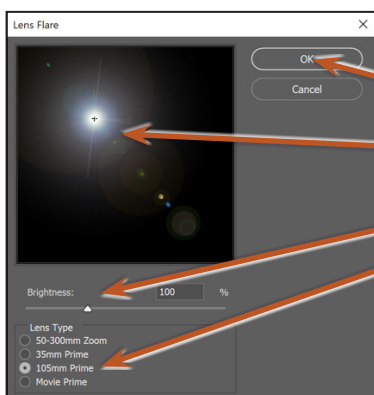 Lens Flare
OK
Cancel
Brightness: 100 %
Lens Type
50-300mm Zoom
35mm Prime
105mm Prime
Movie Prime